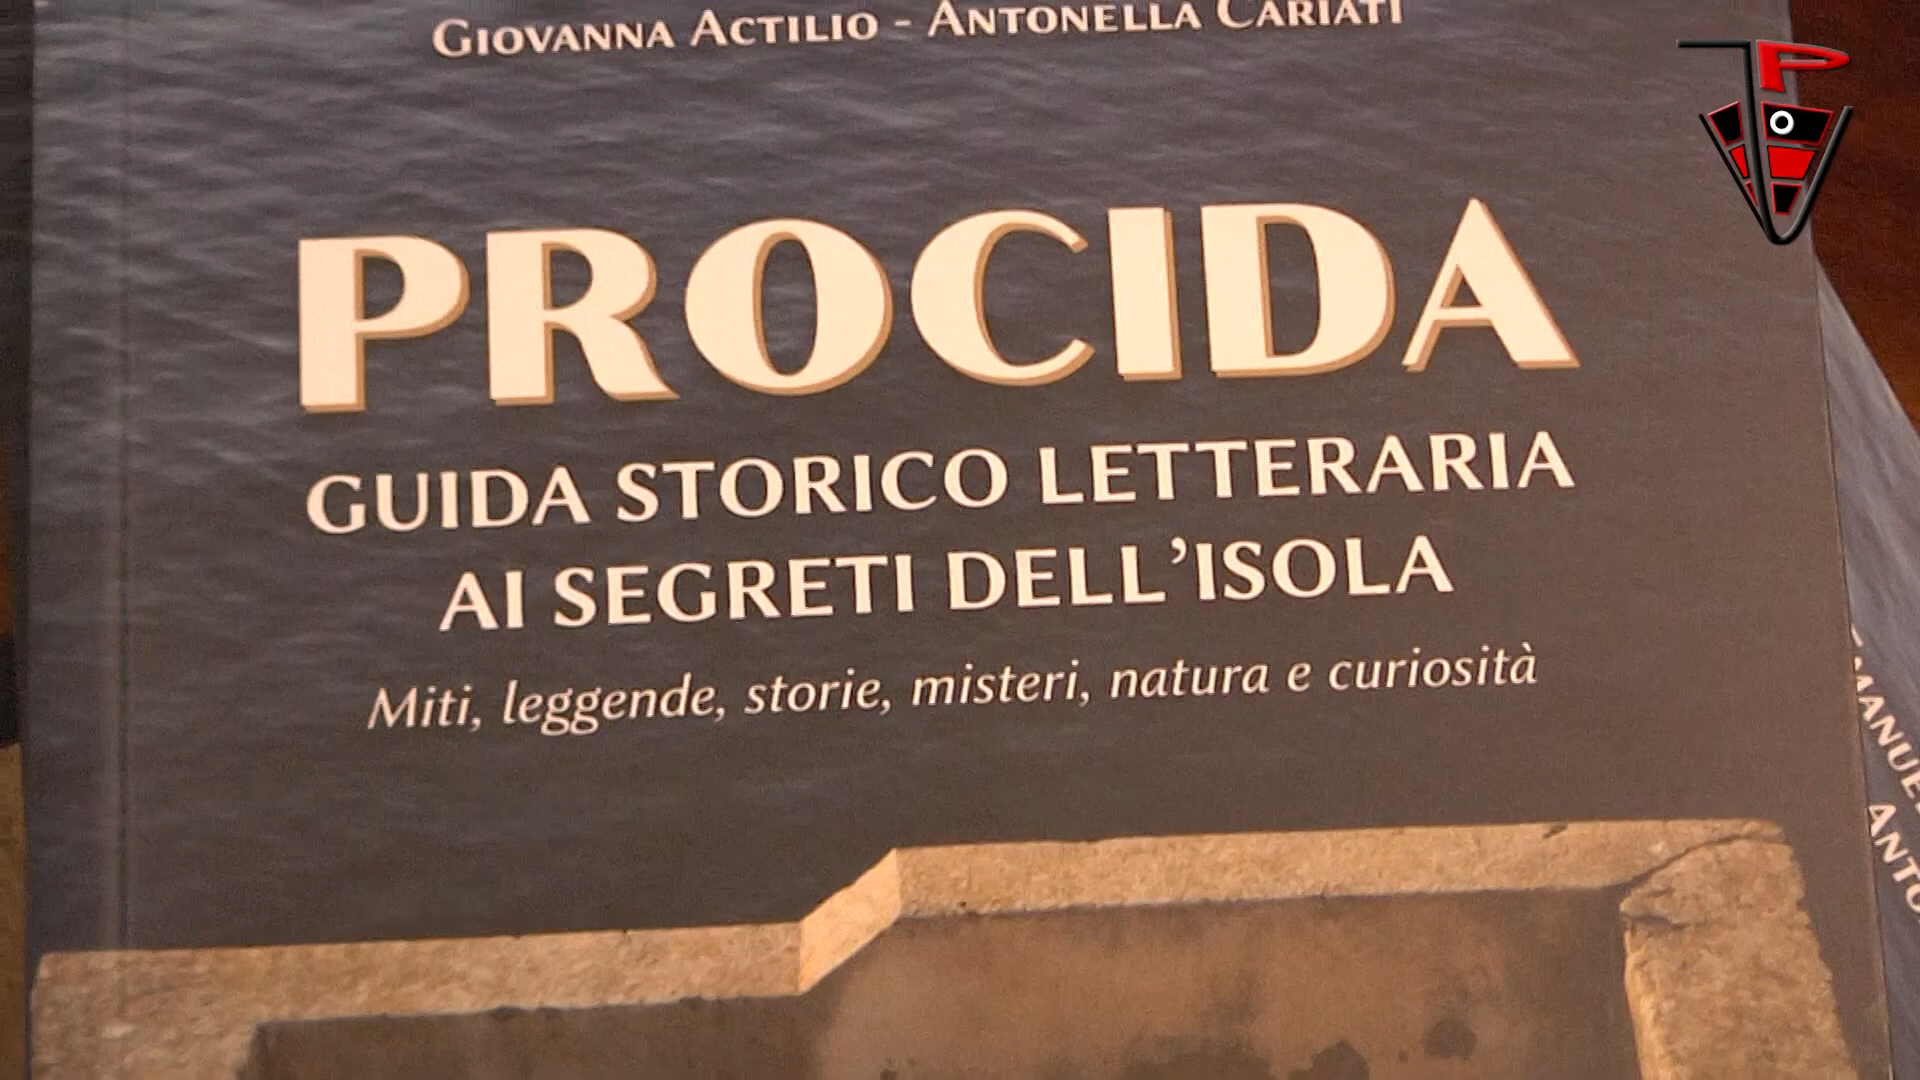 GIOVANNA ACTILIO - ANTONELLA CARIATI
PROCIDA
GUIDA STORICO LETTERARIA
AI SEGRETI DELL'ISOLA
Miti, leggende, storie, misteri, natura e curiosità